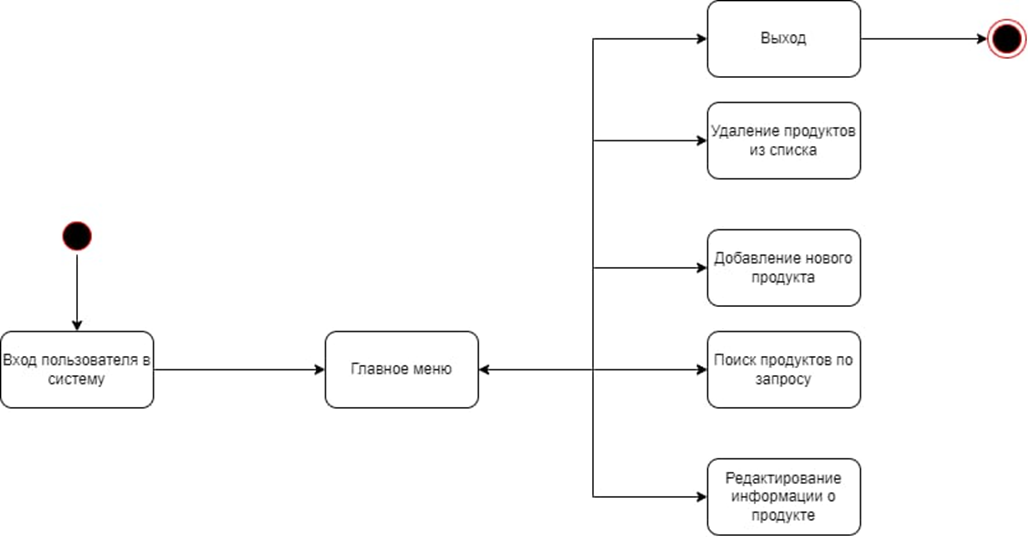 Выход
Удаление продуктов
из списка
Добавление нового
продукта
Вход пользователя в
систему
Главное меню
Поиск продуктов по
запросу
Редактирование
информации о
продукте